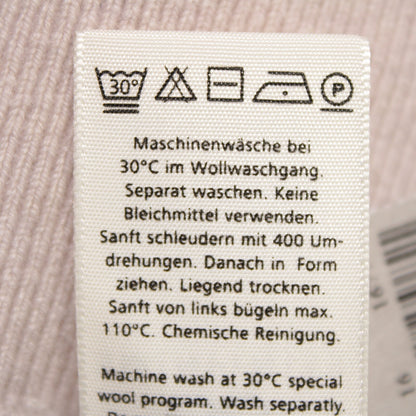 30°
P
Maschinenwäsche bei
30°C im Wollwaschgang.
Separat waschen. Keine
Bleichmittel verwenden.
Sanft schleudern mit 400 Um-
drehungen. Danach in Form
ziehen. Liegend trocknen.
Sanft von links bügeln max.
110°C. Chemische Reinigung.
Machine wash at 30°C special
wool program. Wash separately.